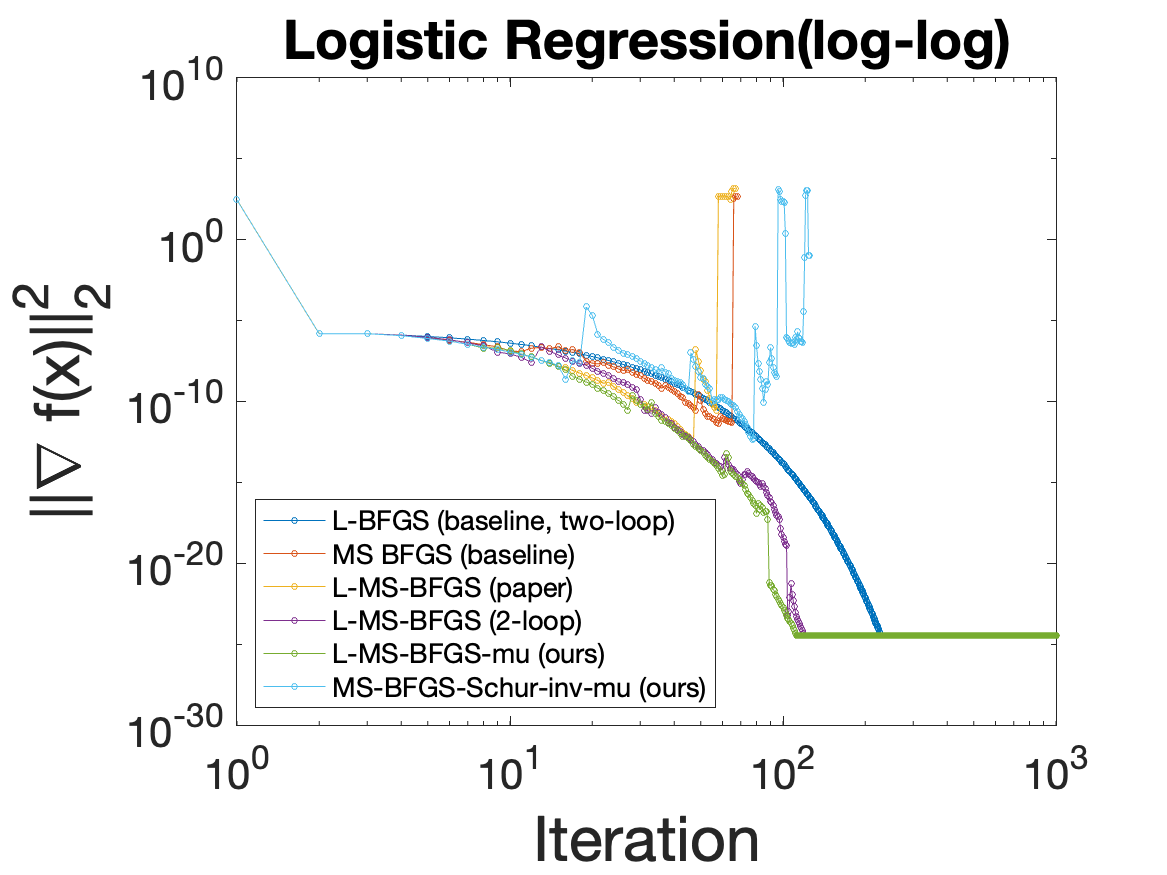 Logistic Regression(log-log)
10^10
10^0
10^-10
10^-20
10^-30
||∇ f(x)||_2^2
L-BFGS (baseline, two-loop)
MS BFGS (baseline)
L-MS-BFGS (paper)
L-MS-BFGS (2-loop)
L-MS-BFGS-mu (ours)
MS-BFGS-Schur-inv-mu (ours)
10^0 10^1 10^2 10^3
Iteration